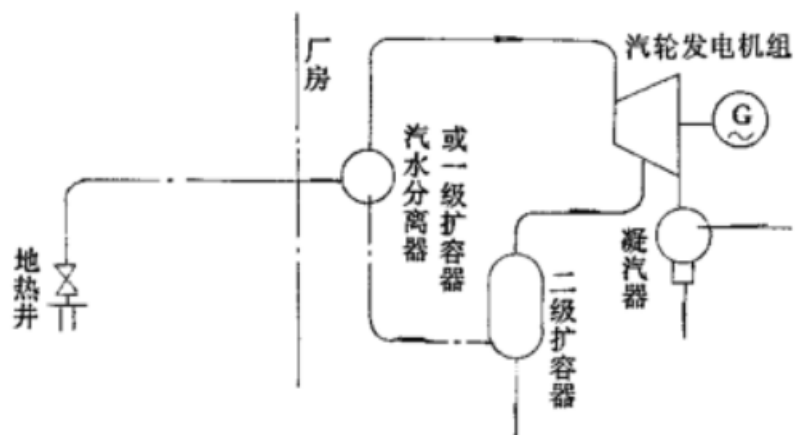 厂房
汽轮发电机组
G
汽水分离器
或一级扩容器
地热井
凝汽器
二级扩容器